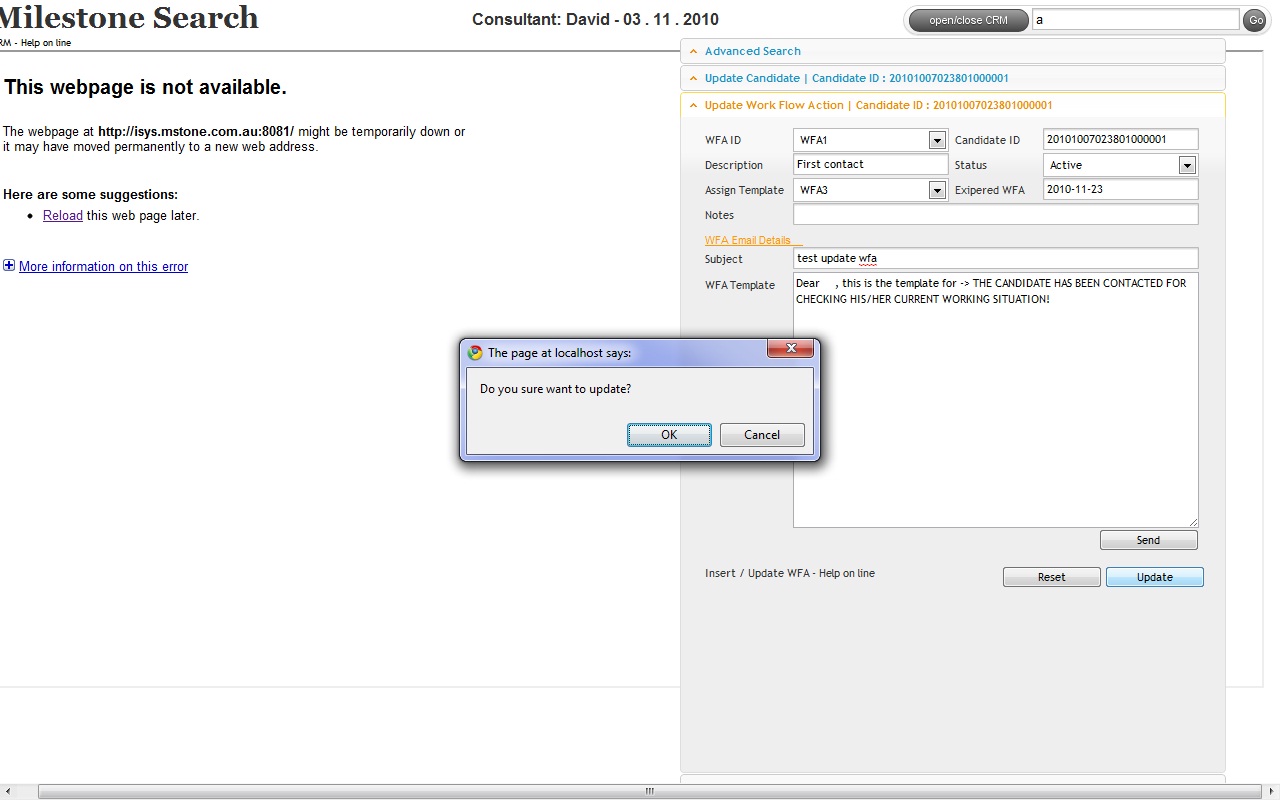 Milestone Search
Consultant: David - 03 . 11 . 2010
open/close CRM
a
Go
RM - Help on line
This webpage is not available.
The webpage at http://isys.mstone.com.au:8081/ might be temporarily down or
it may have moved permanently to a new web address.
Here are some suggestions:
• Reload this web page later.
More information on this error
Advanced Search
Update Candidate | Candidate ID : 20101007023801000001
Update Work Flow Action | Candidate ID : 20101007023801000001
WFA ID WFA1 Candidate ID 20101007023801000001
Description First contact Status Active
Assign Template WFA3 Exipered WFA 2010-11-23
Notes
WFA Email Details
Subject test update wfa
WFA Template Dear , this is the template for -> THE CANDIDATE HAS BEEN CONTACTED FOR
CHECKING HIS/HER CURRENT WORKING SITUATION!
The page at localhost says:
Do you sure want to update?
OK Cancel
Send
Insert / Update WFA - Help on line
Reset Update